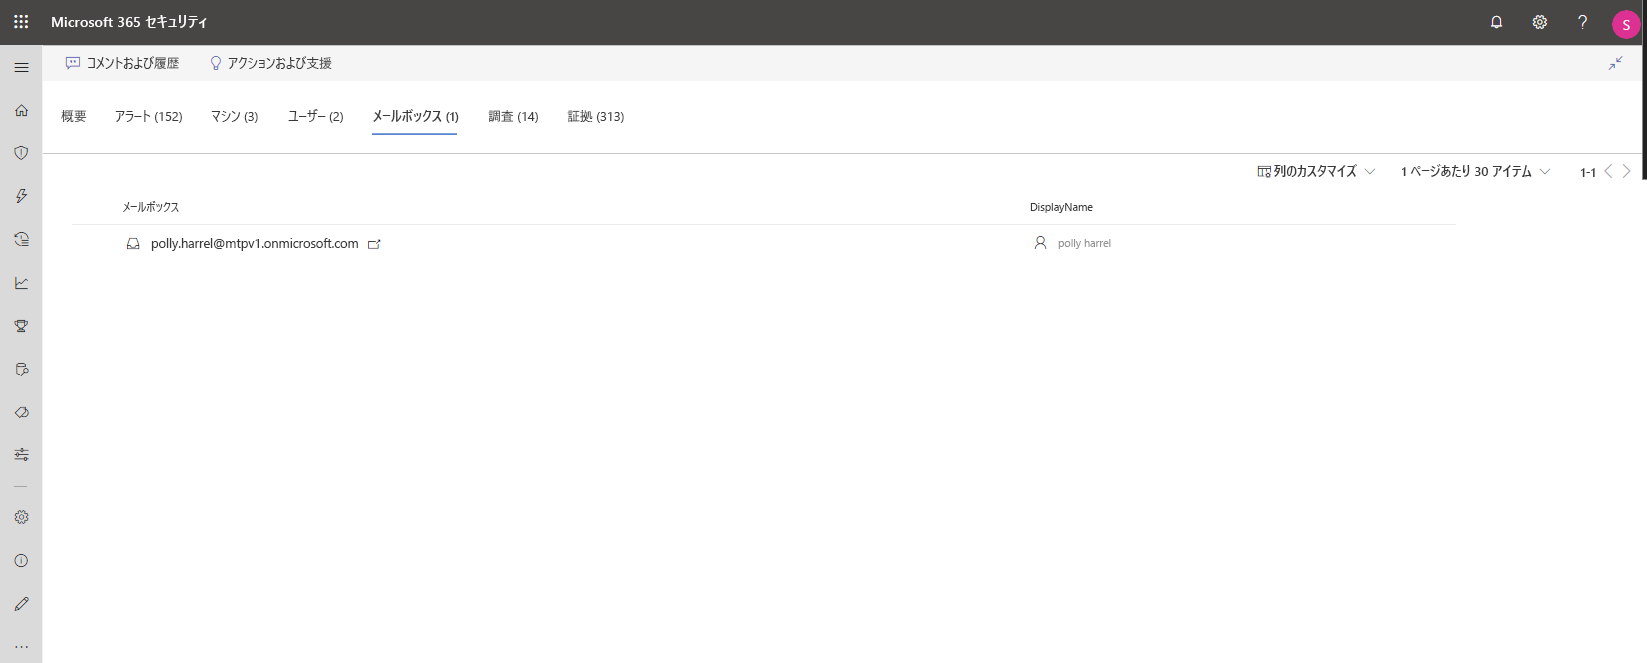 Microsoft 365 セキュリティ
S
コメントおよび履歴 アクションおよび支援
概要 アラート (152) マシン (3) ユーザー (2) メールボックス (1) 調査 (14) 証拠 (313)
列のカスタマイズ 1 ページあたり 30 アイテム 1-1
メールボックス DisplayName
polly.harrel@mtpv1.onmicrosoft.com polly harrel